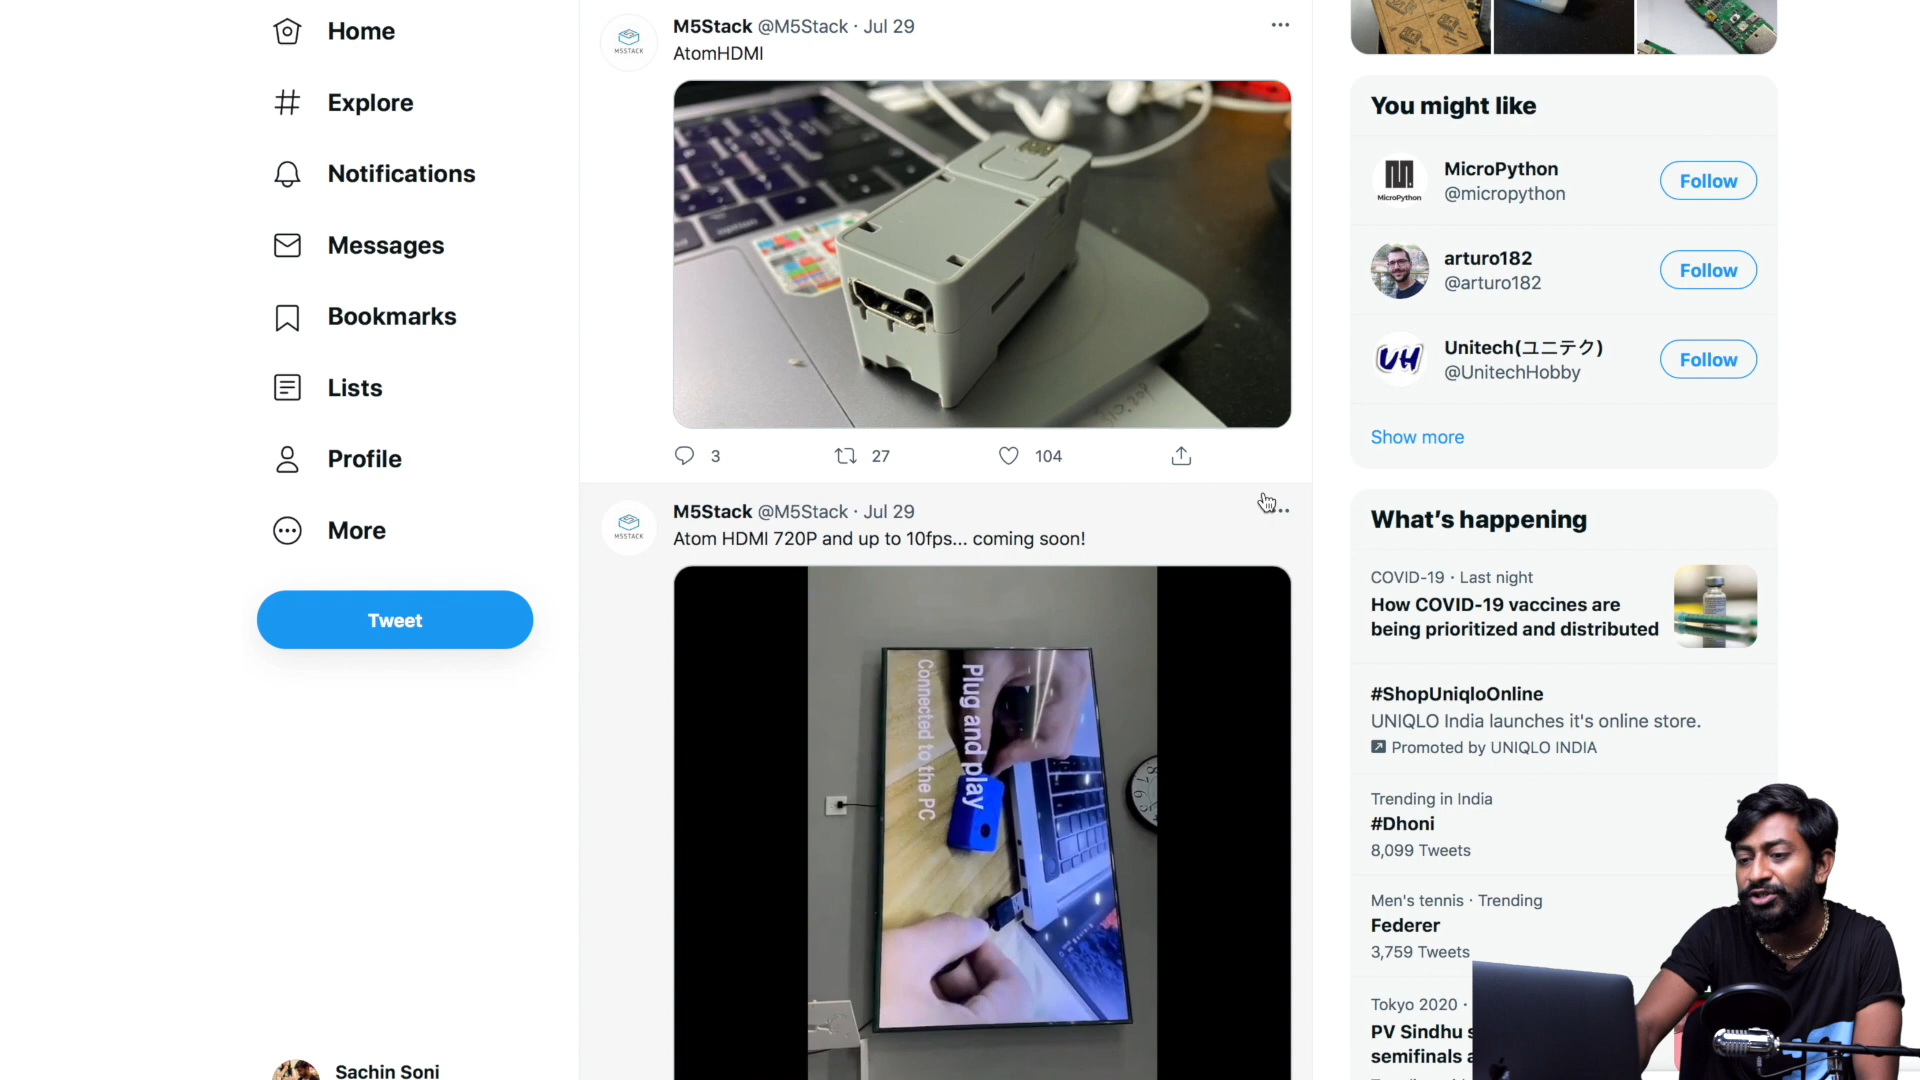 Home
Explore
Notifications
Messages
Bookmarks
Lists
Profile
More
Tweet
Sachin Soni
M5STACK
M5Stack @M5Stack · Jul 29
AtomHDMI
option
3
27
104
M5STACK
M5Stack @M5Stack · Jul 29
Atom HDMI 720P and up to 10fps... coming soon!
Plug and play
Connected to the PC
You might like
MicroPython
MicroPython
@micropython
Follow
arturo182
@arturo182
Follow
UH
Unitech(ユニテク)
@UnitechHobby
Follow
Show more
What's happening
COVID-19 · Last night
How COVID-19 vaccines are
being prioritized and distributed
#ShopUniqloOnline
UNIQLO India launches it's online store.
Promoted by UNIQLO INDIA
Trending in India
#Dhoni
8,099 Tweets
Men's tennis · Trending
Federer
3,759 Tweets
Tokyo 2020 ·
PV Sindhu s
semifinals a